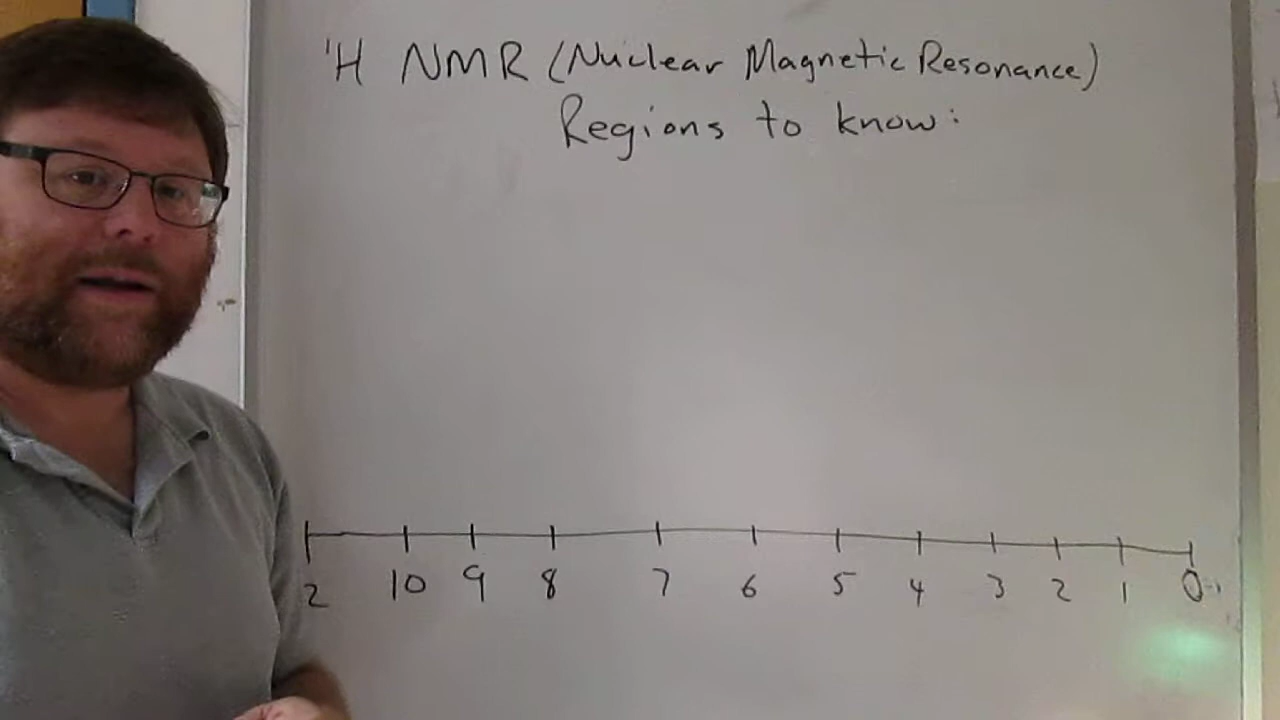 ¹H NMR (Nuclear Magnetic Resonance)
Regions to know:
2 10 9 8 7 6 5 4 3 2 1 0